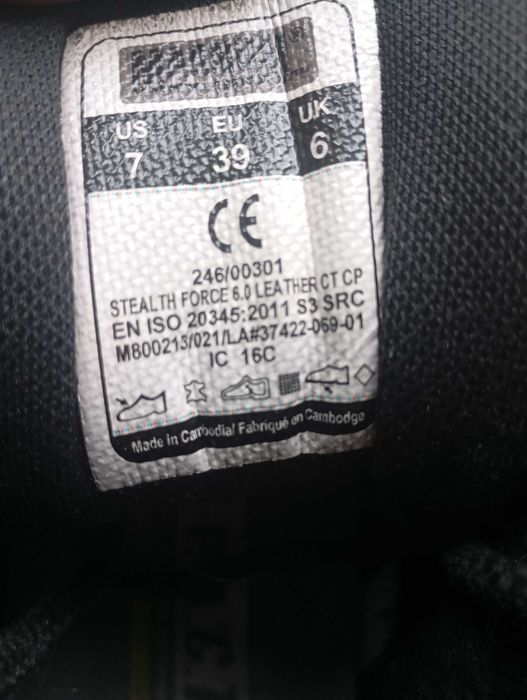 US EU UK
7 39 6
CE
246/00301
STEALTH FORCE 6.0 LEATHER CT CP
EN ISO 20345:2011 S3 SRC
M800213/021/LA#37422-069-01
IC 16C
Made in Cambodia/ Fabriqué en Cambodge